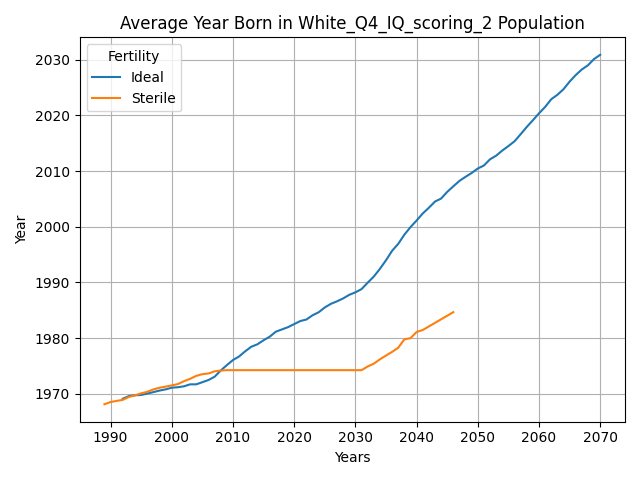 Average Year Born in White_Q4_IQ_scoring_2 Population
Fertility
Ideal
Sterile
Year
2030
2020
2010
2000
1990
1980
1970
1990 2000 2010 2020 2030 2040 2050 2060 2070
Years